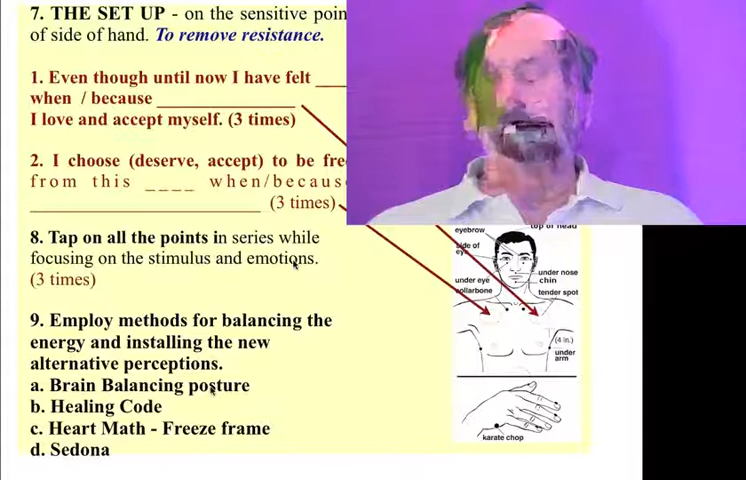 7. THE SET UP - on the sensitive poin
of side of hand. To remove resistance.
1. Even though until now I have felt ___
when / because ________________
I love and accept myself. (3 times)
2. I choose (deserve, accept) to be fre
from this ____ when/becaus
___________________________ (3 times)
8. Tap on all the points in series while
focusing on the stimulus and emotions.
(3 times)
9. Employ methods for balancing the
energy and installing the new
alternative perceptions.
a. Brain Balancing posture
b. Healing Code
c. Heart Math - Freeze frame
d. Sedona
top of head
eyebrow
side of
eye
under eye
collarbone
under nose
chin
tender spot
(4 in.)
under
arm
karate chop